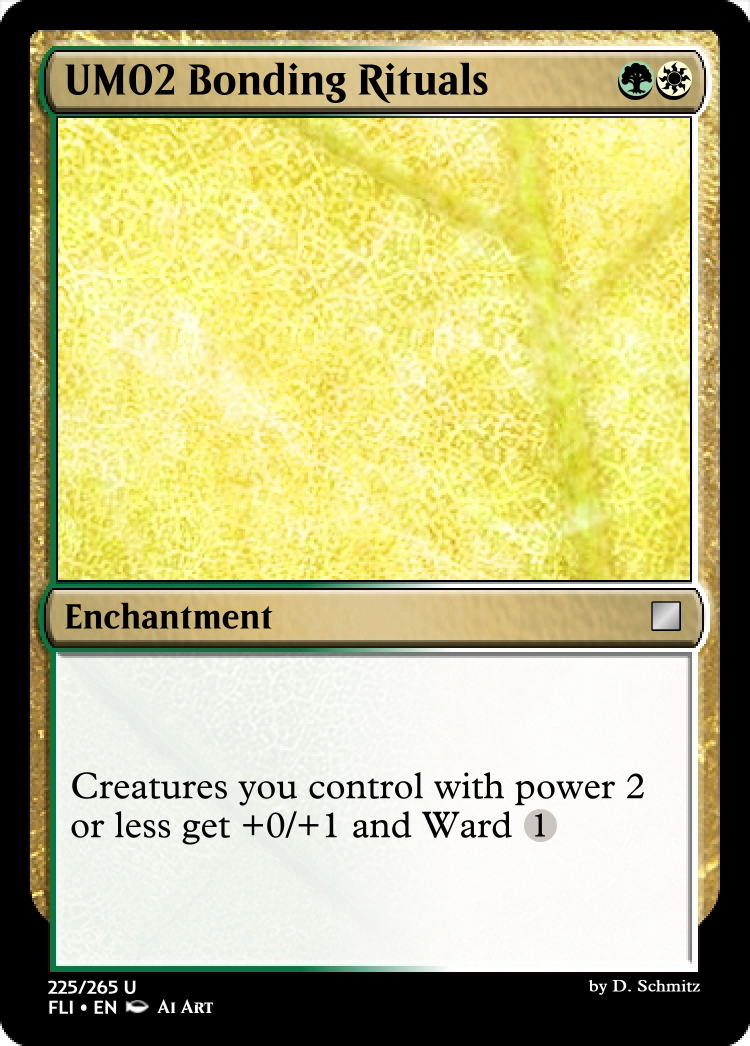 UM02 Bonding Rituals
Enchantment
Creatures you control with power 2
or less get +0/+1 and Ward 1
225/265 U
by D. Schmitz
FLI • EN AI ART